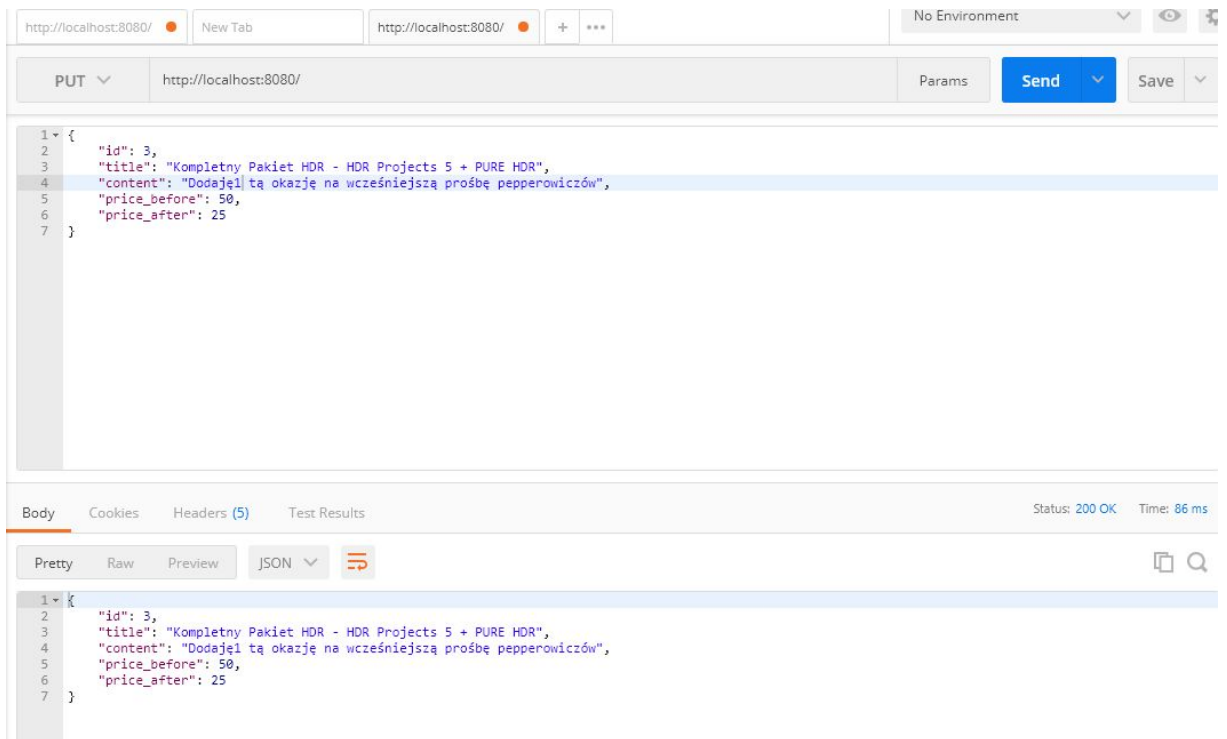 http://localhost:8080/ New Tab http://localhost:8080/ + ••• No Environment
PUT http://localhost:8080/ Params Send Save
1 {
2 "id": 3,
3 "title": "Kompletny Pakiet HDR - HDR Projects 5 + PURE HDR",
4 "content": "Dodaję1 tą okazję na wcześniejszą prośbę pepperowiczów",
5 "price_before": 50,
6 "price_after": 25
7 }
Body Cookies Headers (5) Test Results Status: 200 OK Time: 86 ms
Pretty Raw Preview JSON
1 {
2 "id": 3,
3 "title": "Kompletny Pakiet HDR - HDR Projects 5 + PURE HDR",
4 "content": "Dodaję1 tą okazję na wcześniejszą prośbę pepperowiczów",
5 "price_before": 50,
6 "price_after": 25
7 }